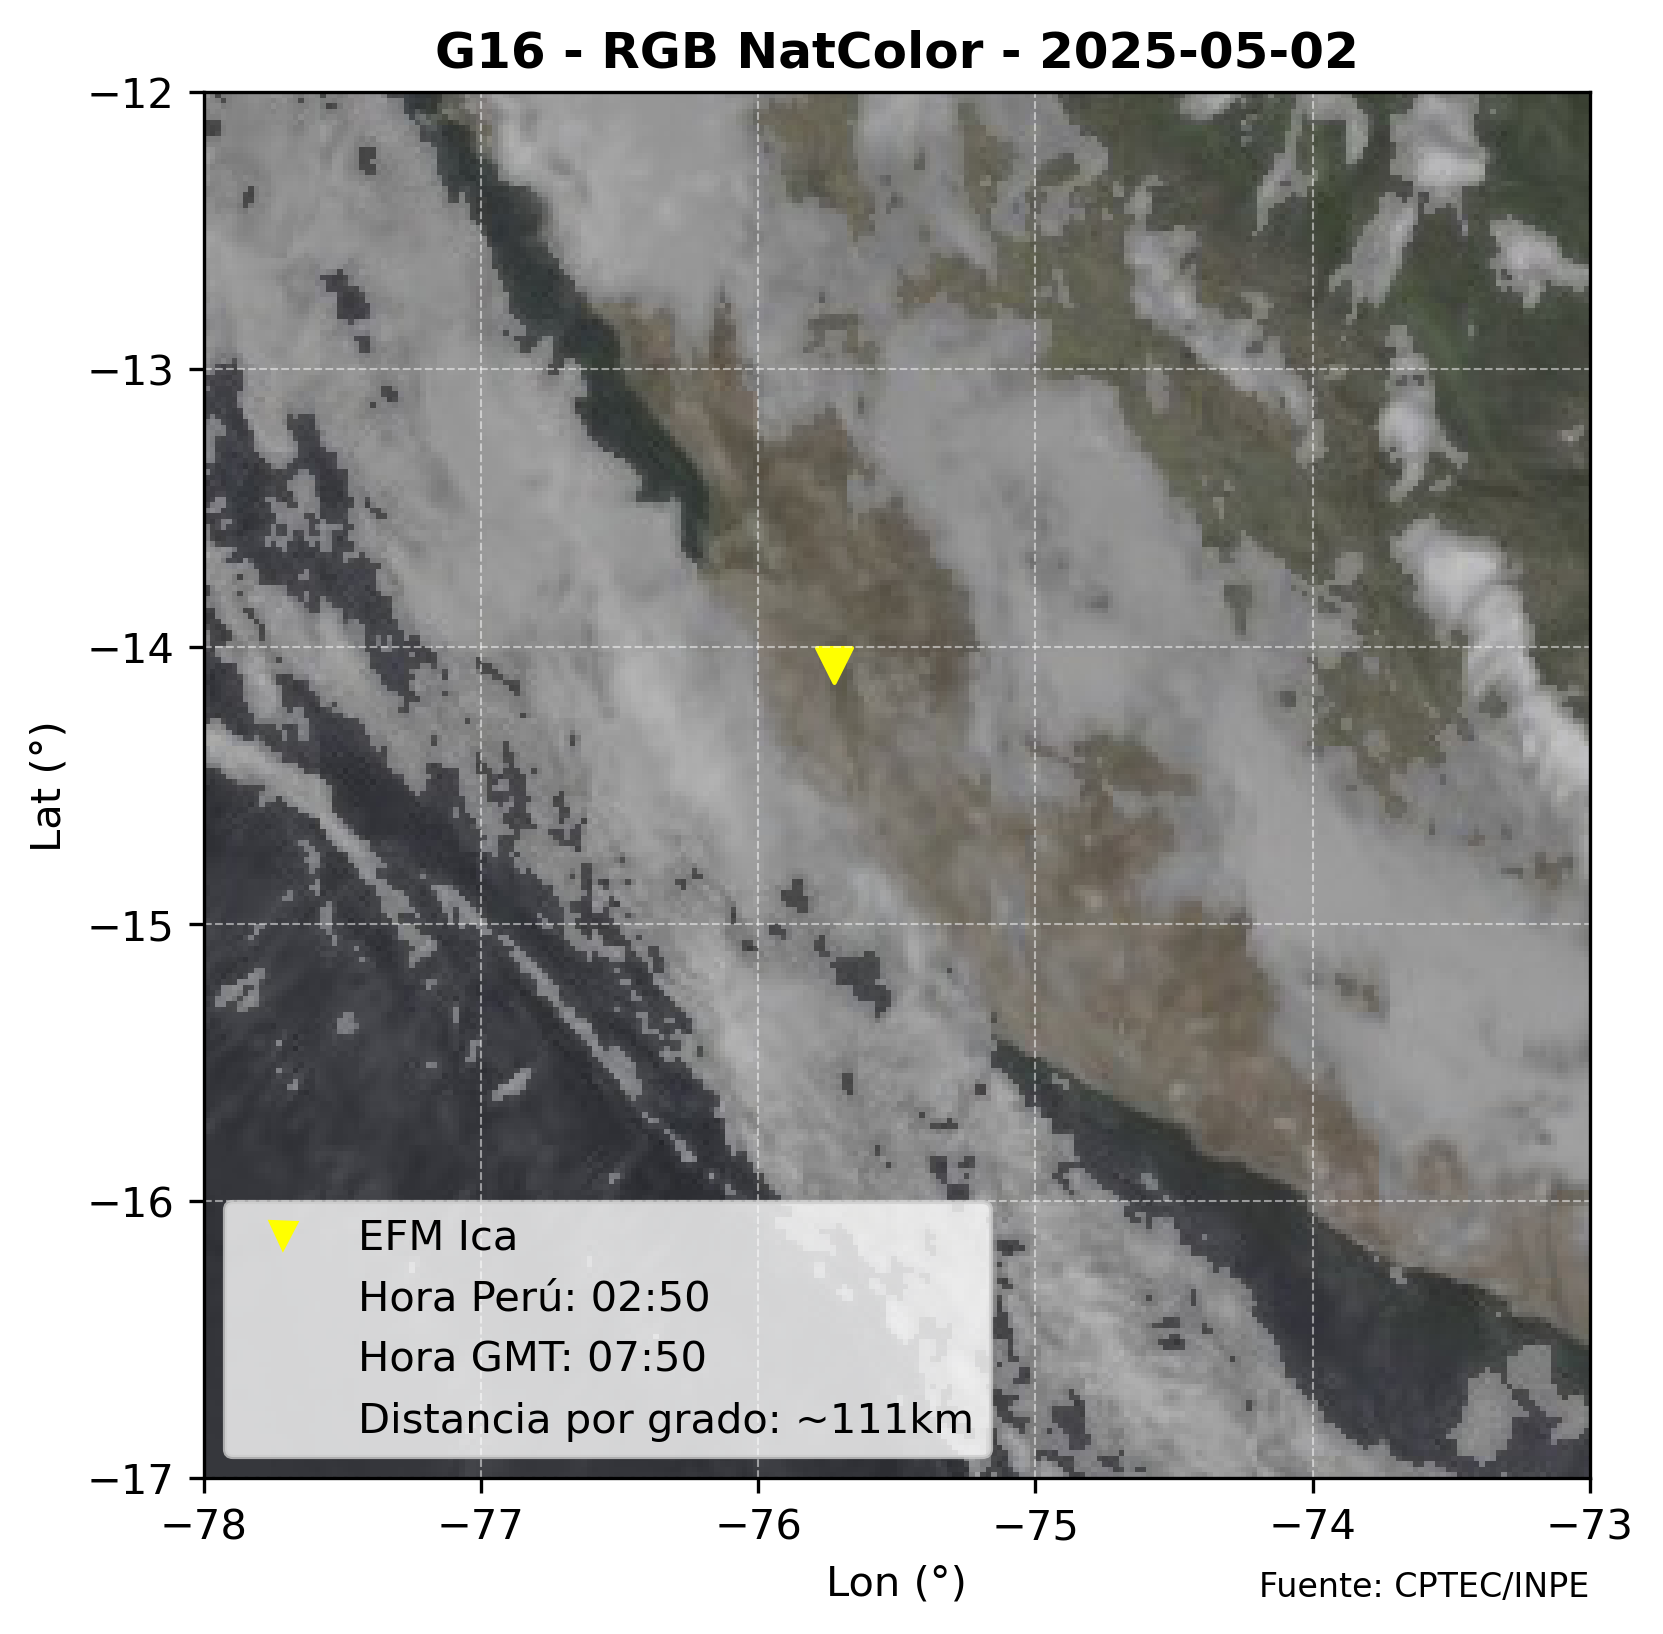 G16 - RGB NatColor - 2025-05-02
−12
−13
−14
−15
−16
−17
Lat (°)
EFM Ica
Hora Perú: 02:50
Hora GMT: 07:50
Distancia por grado: ~111km
−78 −77 −76 −75 −74 −73
Lon (°)
Fuente: CPTEC/INPE